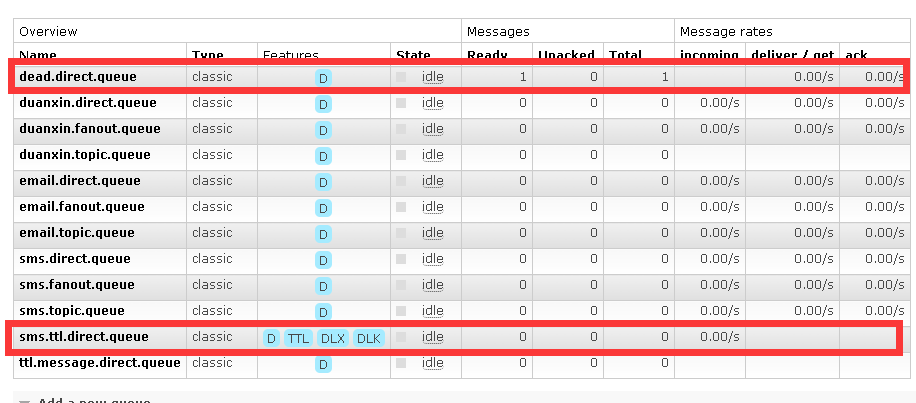 Overview Messages Message rates
Name Type Features State Ready Unacked Total incoming deliver / get ack
dead.direct.queue classic D idle 1 0 1 0.00/s 0.00/s
duanxin.direct.queue classic D idle 0 0 0 0.00/s 0.00/s 0.00/s
duanxin.fanout.queue classic D idle 0 0 0 0.00/s 0.00/s 0.00/s
duanxin.topic.queue classic D idle 0 0 0
email.direct.queue classic D idle 0 0 0 0.00/s 0.00/s 0.00/s
email.fanout.queue classic D idle 0 0 0 0.00/s 0.00/s 0.00/s
email.topic.queue classic D idle 0 0 0 0.00/s 0.00/s 0.00/s
sms.direct.queue classic D idle 0 0 0 0.00/s 0.00/s 0.00/s
sms.fanout.queue classic D idle 0 0 0 0.00/s 0.00/s 0.00/s
sms.topic.queue classic D idle 0 0 0 0.00/s 0.00/s 0.00/s
sms.ttl.direct.queue classic D TTL DLX DLK idle 0 0 0 0.00/s
ttl.message.direct.queue classic D idle 0 0 0
Add a new queue